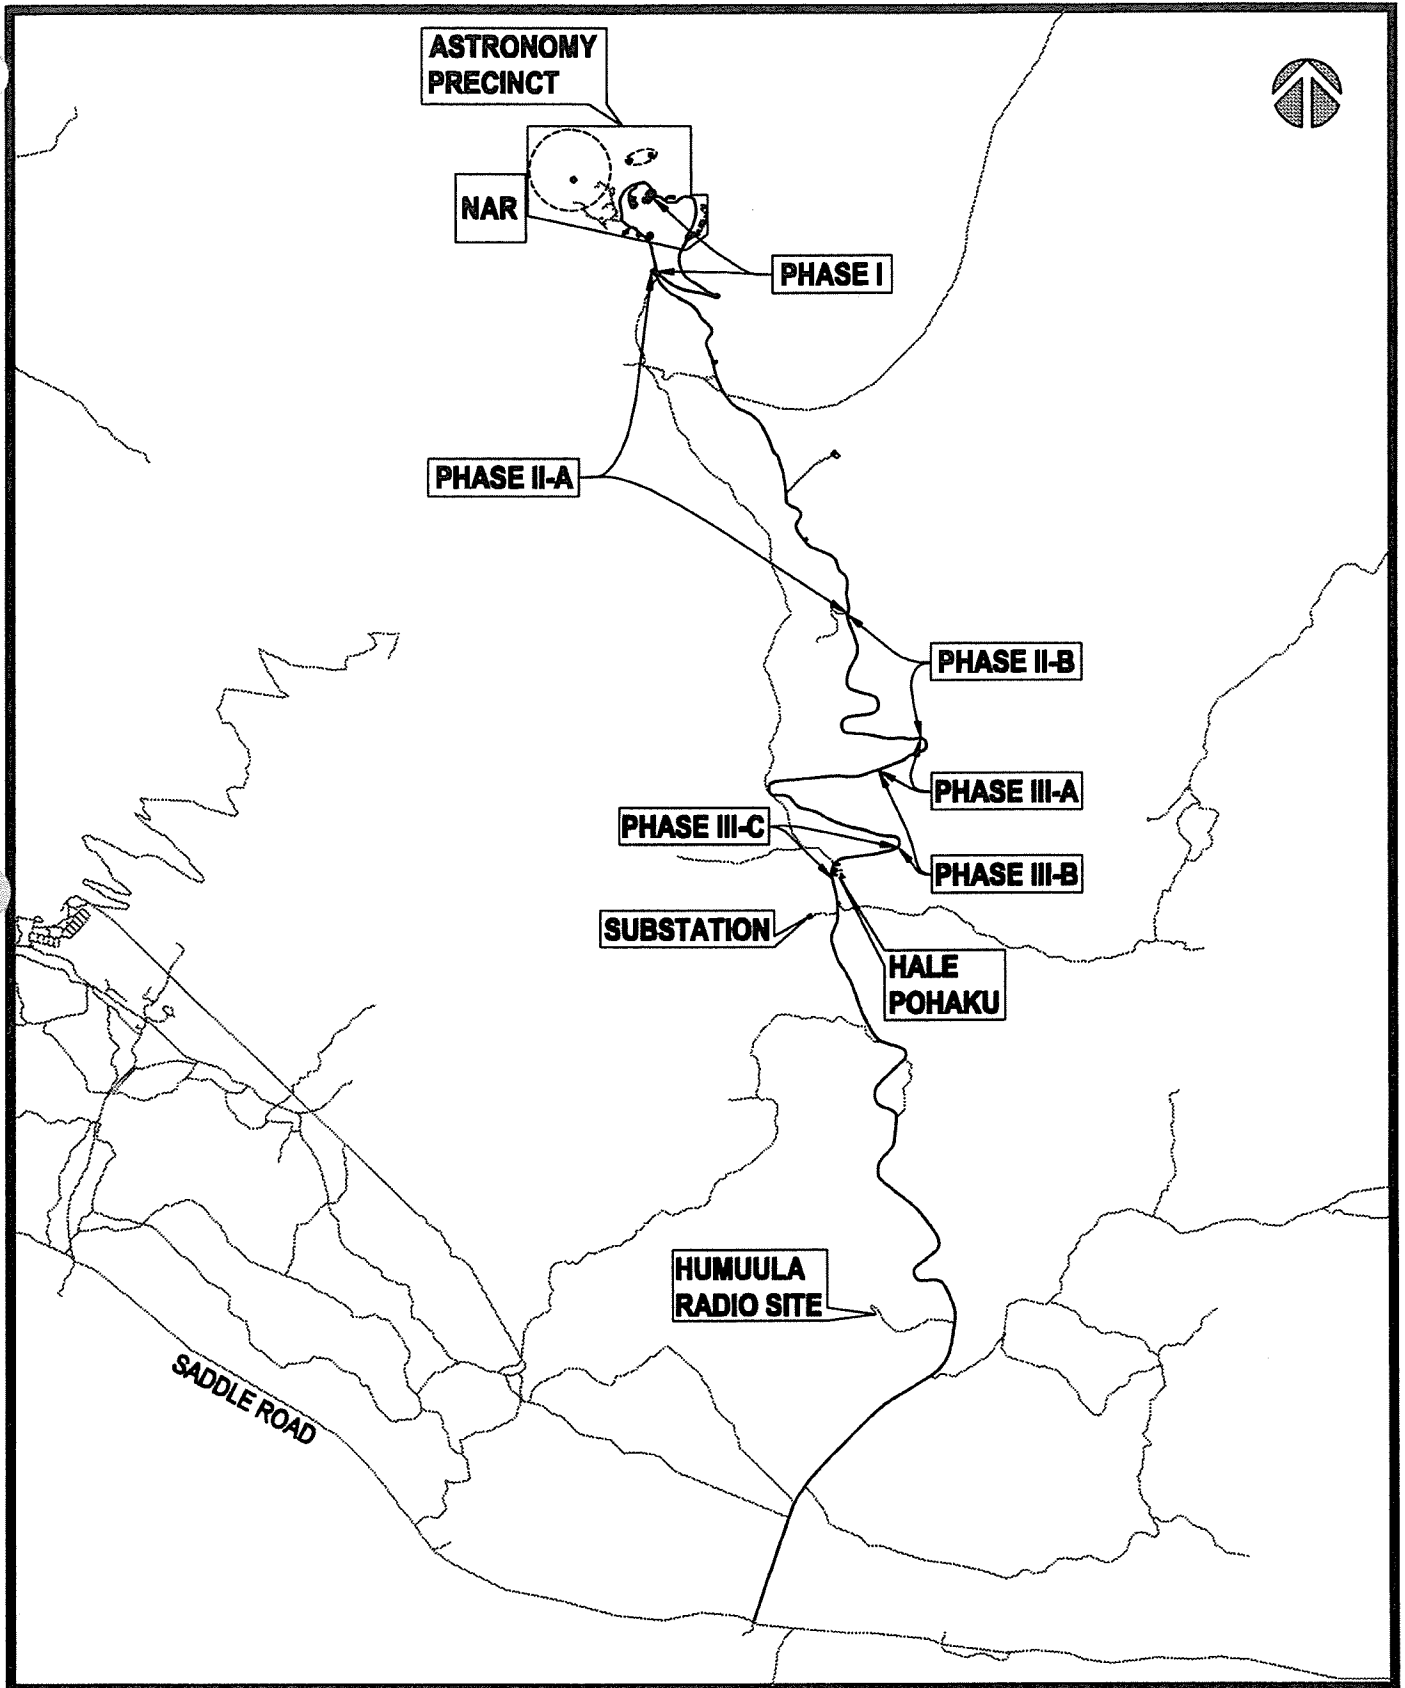 ASTRONOMY
PRECINCT
NAR
PHASE I
PHASE II-A
PHASE II-B
PHASE III-A
PHASE III-C
PHASE III-B
SUBSTATION
HALE
POHAKU
HUMUULA
RADIO SITE
SADDLE ROAD